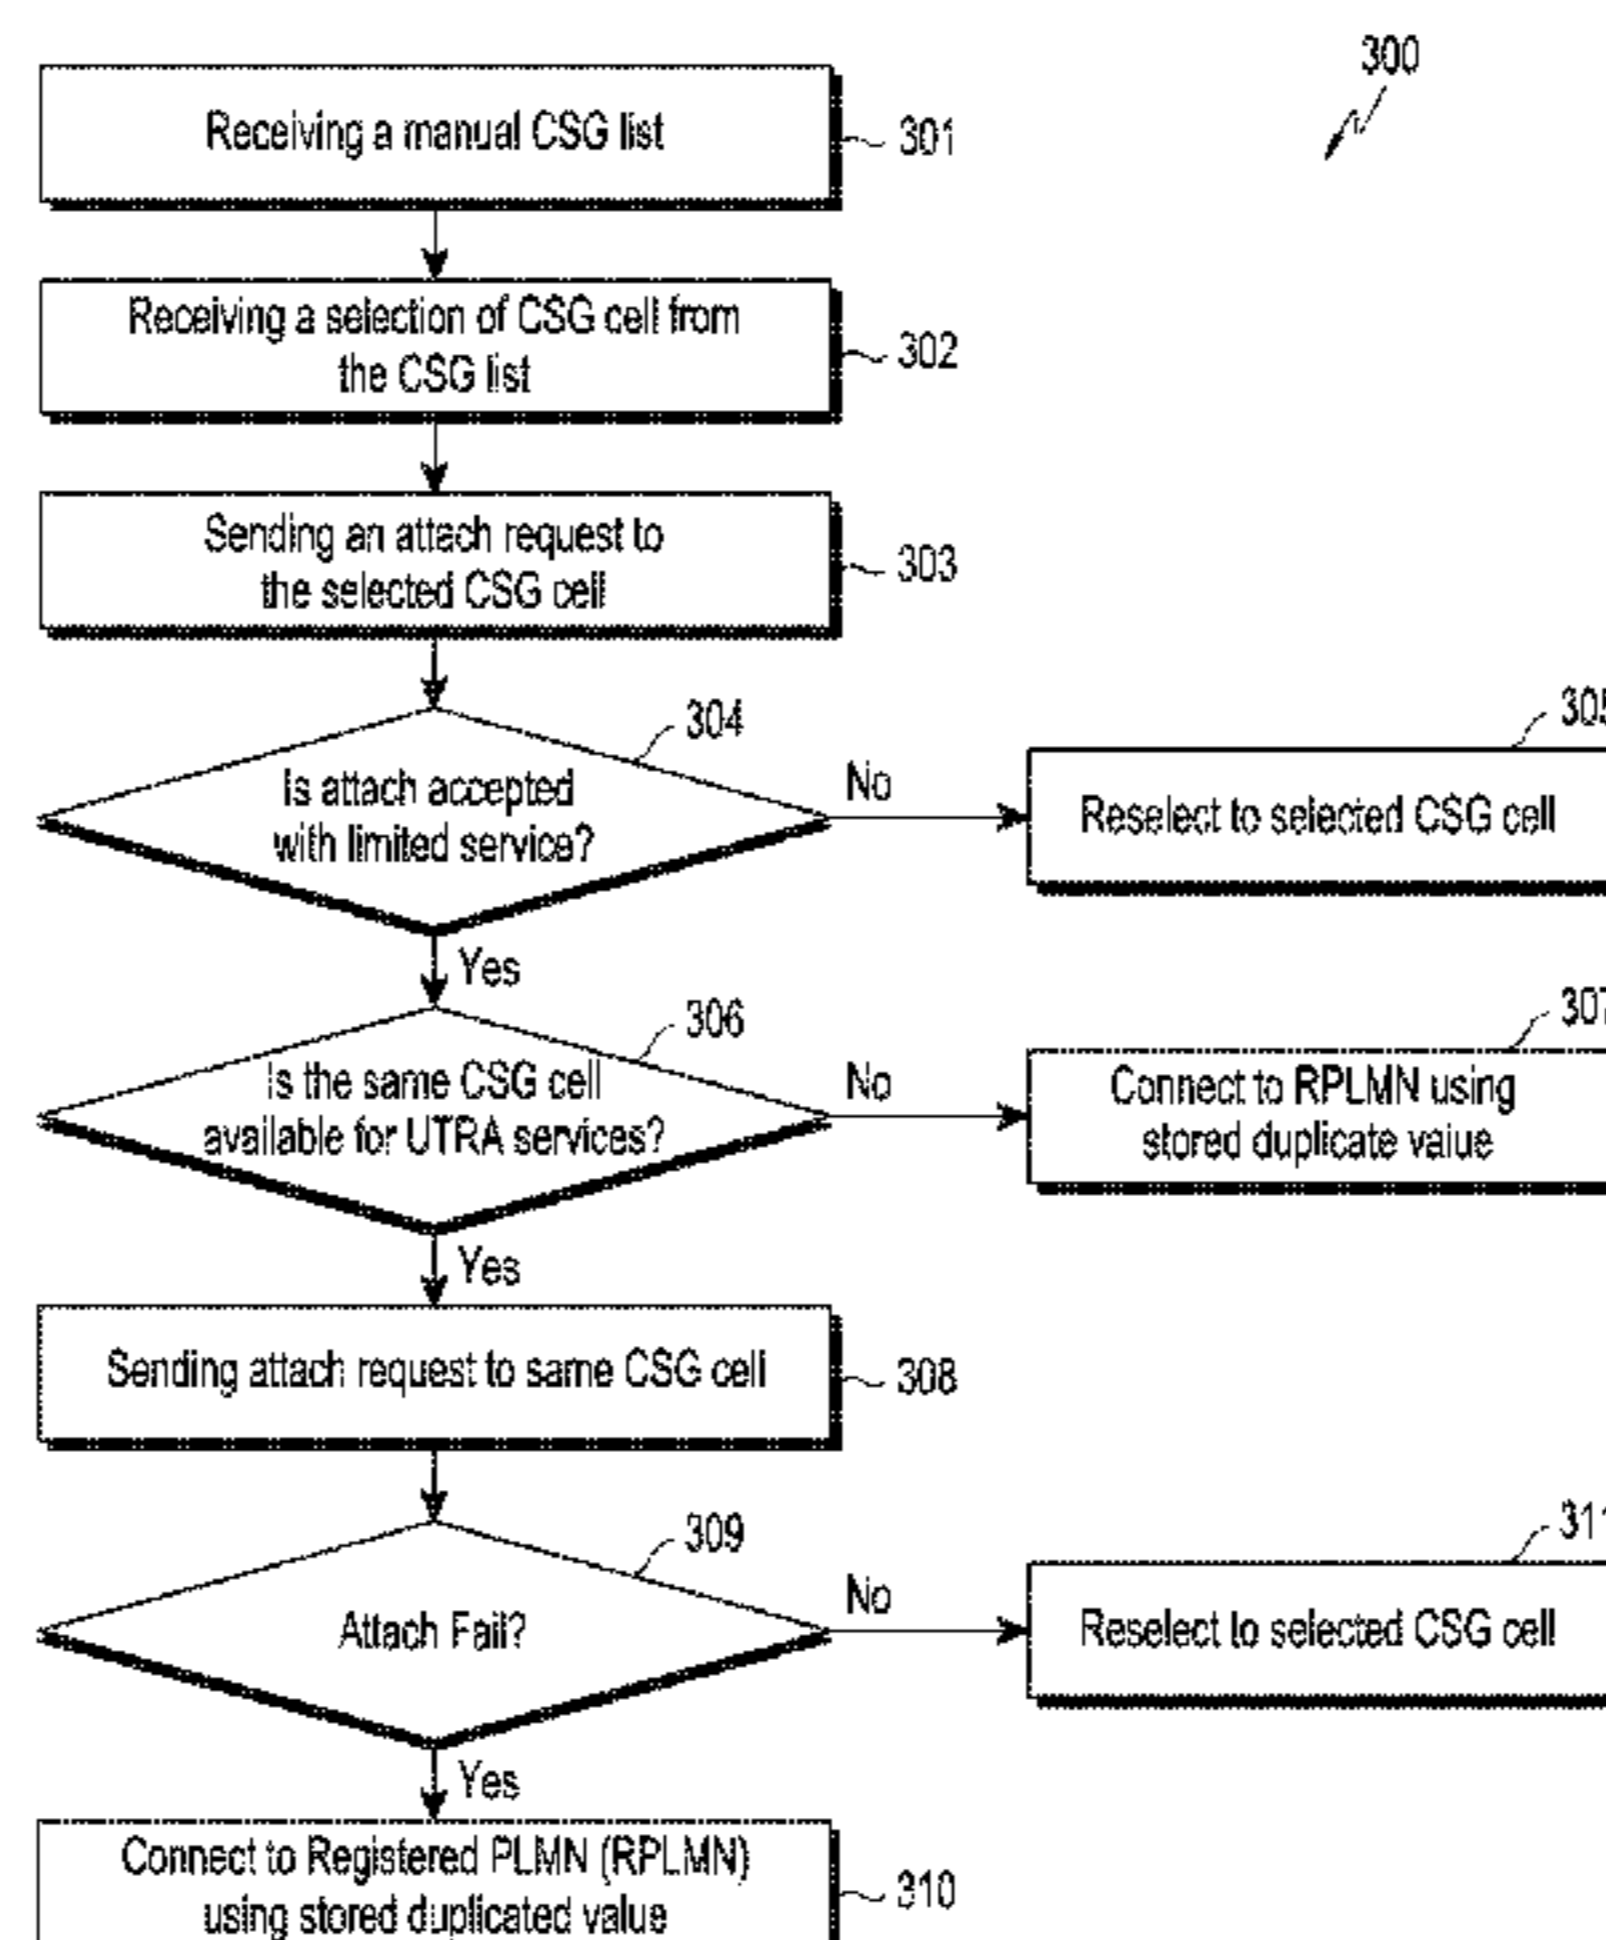 300
Receiving a manual CSG list
301
Receiving a selection of CSG cell from
the CSG list
302
Sending an attach request to
the selected CSG cell
303
304
Is attach accepted
with limited service?
No
Yes
305
Reselect to selected CSG cell
306
Is the same CSG cell
available for UTRA services?
No
Yes
307
Connect to RPLMN using
stored duplicate value
Sending attach request to same CSG cell
308
309
Attach Fail?
No
Yes
311
Reselect to selected CSG cell
Connect to Registered PLMN (RPLMN)
using stored duplicated value
310